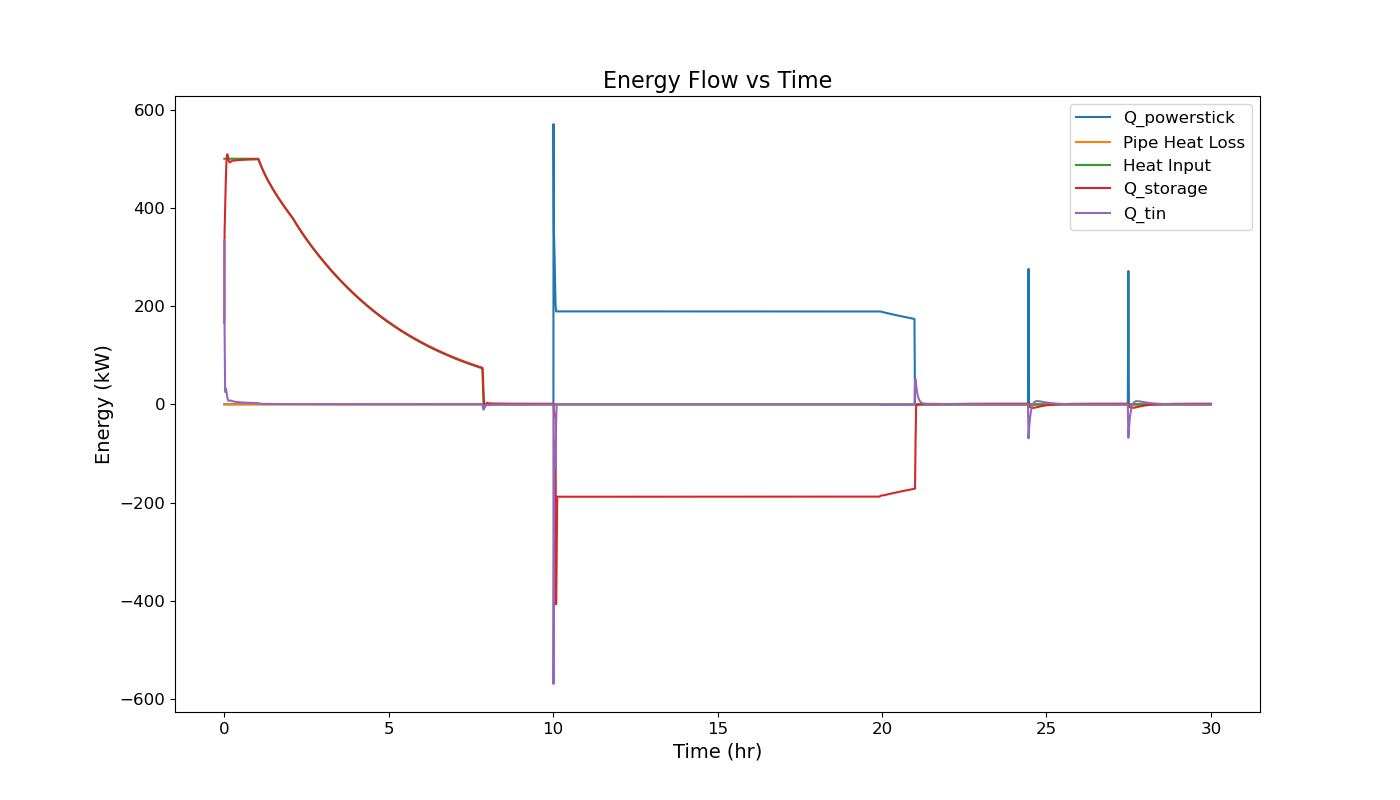 Energy Flow vs Time
Energy (kW)
600
400
200
0
−200
−400
−600
Q_powerstick
Pipe Heat Loss
Heat Input
Q_storage
Q_tin
0 5 10 15 20 25 30
Time (hr)